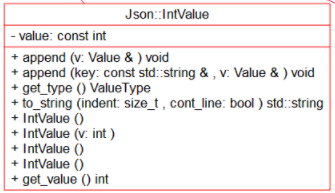 Json::IntValue
- value: const int
+ append (v: Value & ) void
+ append (key: const std::string & , v: Value & ) void
+ get_type () ValueType
+ to_string (indent: size_t , cont_line: bool ) std::string
+ IntValue ()
+ IntValue (v: int )
+ IntValue ()
+ IntValue ()
+ get_value () int